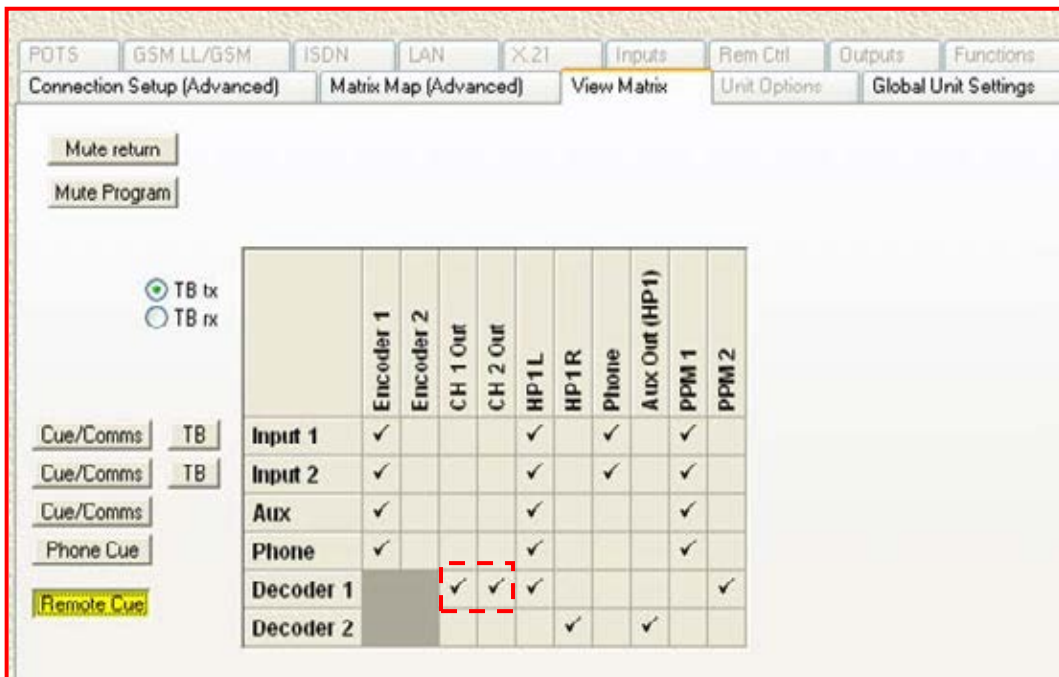 POTS GSM LL/GSM ISDN LAN X.21 Inputs Rem Ctrl Outputs Functions
Connection Setup (Advanced) Matrix Map (Advanced) View Matrix Unit Options Global Unit Settings
Mute return
Mute Program
TB tx
TB rx
Encoder 1 Encoder 2 CH 1 Out CH 2 Out HP1 L HP1 R Phone Aux Out (HP1) PPM 1 PPM 2
Cue/Comms TB Input 1 ✓ ✓ ✓ ✓
Cue/Comms TB Input 2 ✓ ✓ ✓ ✓
Cue/Comms Aux ✓ ✓ ✓
Phone Cue Phone ✓ ✓ ✓
Remote Cue Decoder 1 ✓ ✓ ✓ ✓
Decoder 2 ✓ ✓